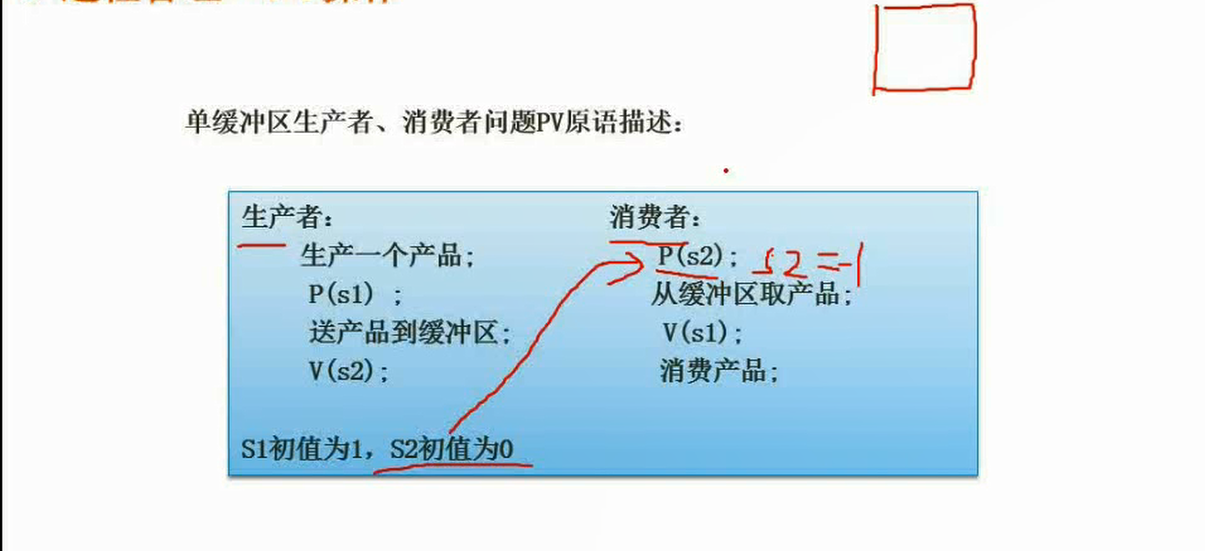 单缓冲区生产者、消费者问题PV原语描述:
生产者:
生产一个产品;
P(s1) ;
送产品到缓冲区;
V(s2);
S1初值为1, S2初值为0
消费者:
P(s2); s2=-1
从缓冲区取产品;
V(s1);
消费产品;